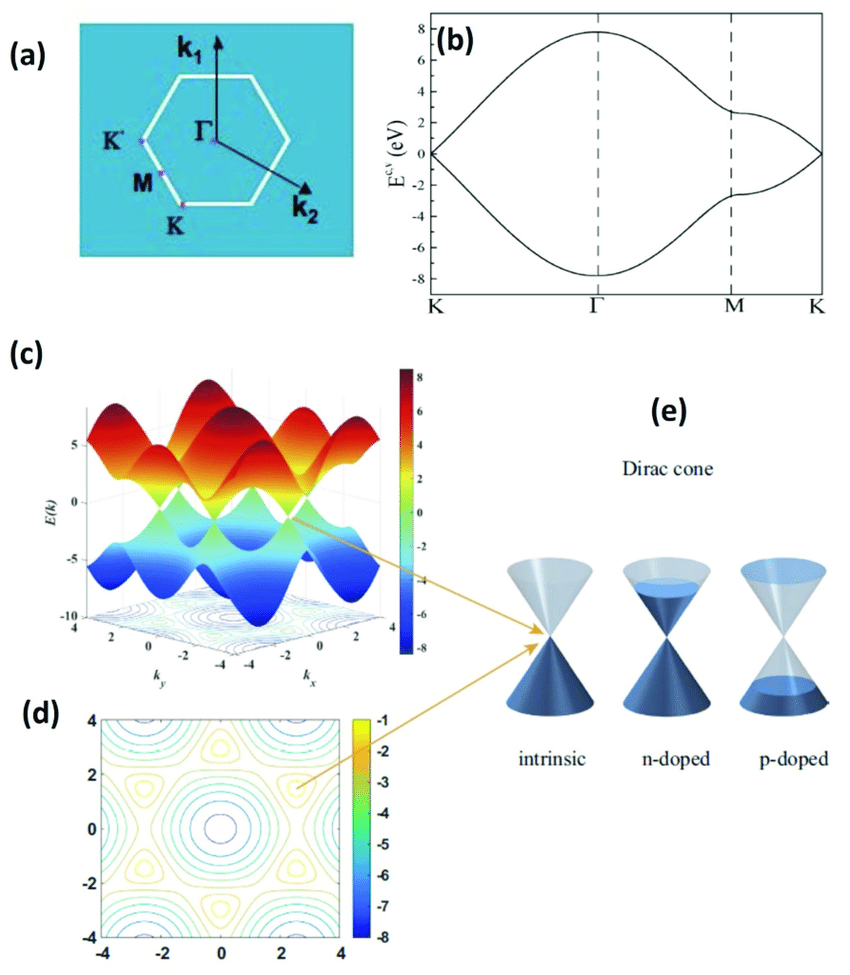 (a)
k1
K'
Γ
M
K
k2
(b)
E^c,v (eV)
8
6
4
2
0
-2
-4
-6
-8
K
Γ
M
K
(c)
E(k)
5
0
-5
-10
4
2
0
-2
-4
ky
-4
-2
0
2
4
kx
8
6
4
2
0
-2
-4
-6
-8
(d)
4
2
0
-2
-4
-4
-2
0
2
4
-1
-2
-3
-4
-5
-6
-7
-8
(e)
Dirac cone
intrinsic
n-doped
p-doped